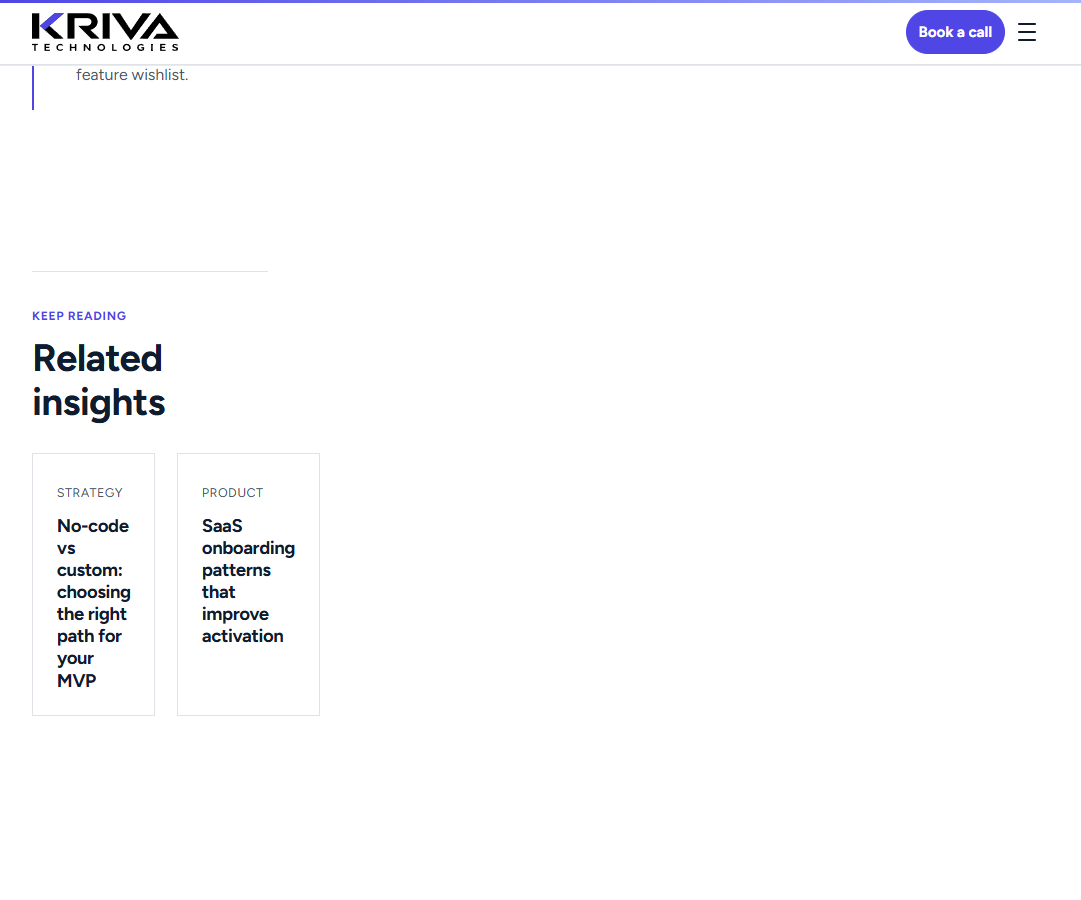 KRIVA
TECHNOLOGIES
Book a call
feature wishlist.
KEEP READING
Related
insights
STRATEGY
No-code
vs
custom:
choosing
the right
path for
your
MVP
PRODUCT
SaaS
onboarding
patterns
that
improve
activation